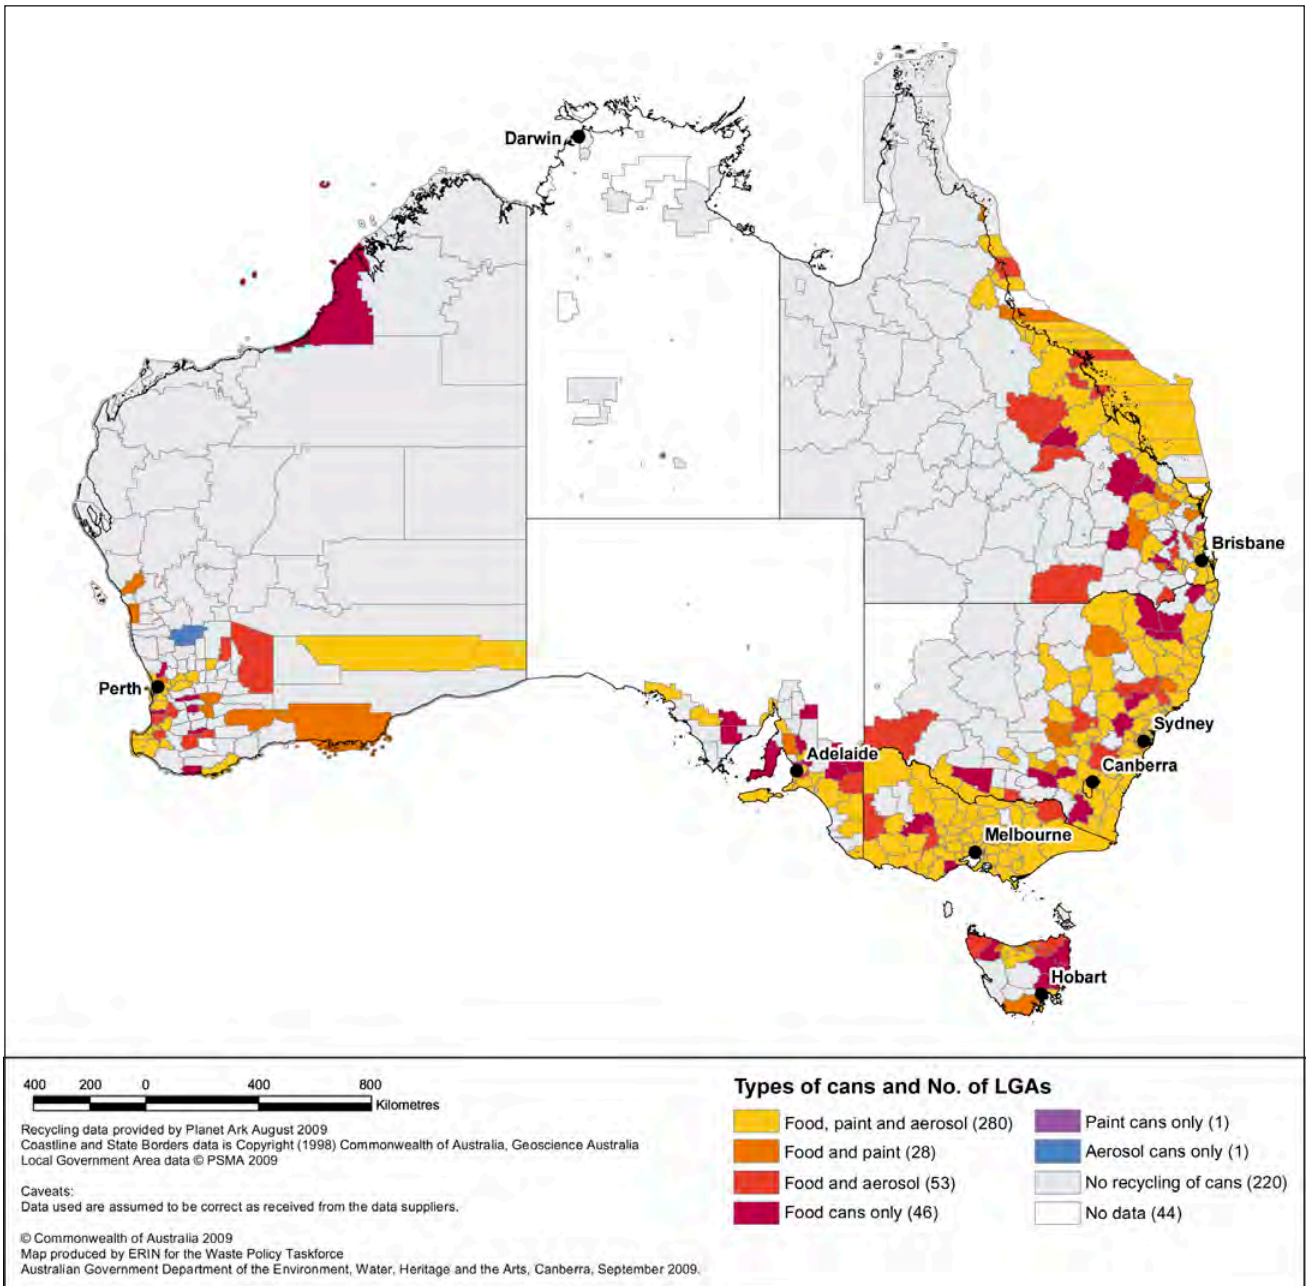 Darwin
Brisbane
Perth
Sydney
Adelaide
Canberra
Melbourne
Hobart
400 200 0 400 800
Kilometres
Recycling data provided by Planet Ark August 2009
Coastline and State Borders data is Copyright (1998) Commonwealth of Australia, Geoscience Australia
Local Government Area data © PSMA 2009
Caveats:
Data used are assumed to be correct as received from the data suppliers.
© Commonwealth of Australia 2009
Map produced by ERIN for the Waste Policy Taskforce
Australian Government Department of the Environment, Water, Heritage and the Arts, Canberra, September 2009.
Types of cans and No. of LGAs
Food, paint and aerosol (280)
Food and paint (28)
Food and aerosol (53)
Food cans only (46)
Paint cans only (1)
Aerosol cans only (1)
No recycling of cans (220)
No data (44)